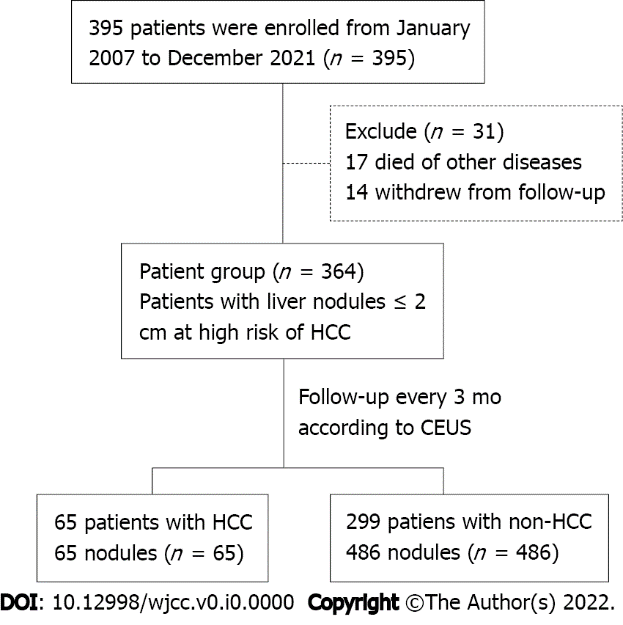 395 patients were enrolled from January
2007 to December 2021 (n = 395)
Exclude (n = 31)
17 died of other diseases
14 withdrew from follow-up
Patient group (n = 364)
Patients with liver nodules ≤ 2
cm at high risk of HCC
Follow-up every 3 mo
according to CEUS
65 patients with HCC
65 nodules (n = 65)
299 patiens with non-HCC
486 nodules (n = 486)
DOI: 10.12998/wjcc.v0.i0.0000 Copyright ©The Author(s) 2022.